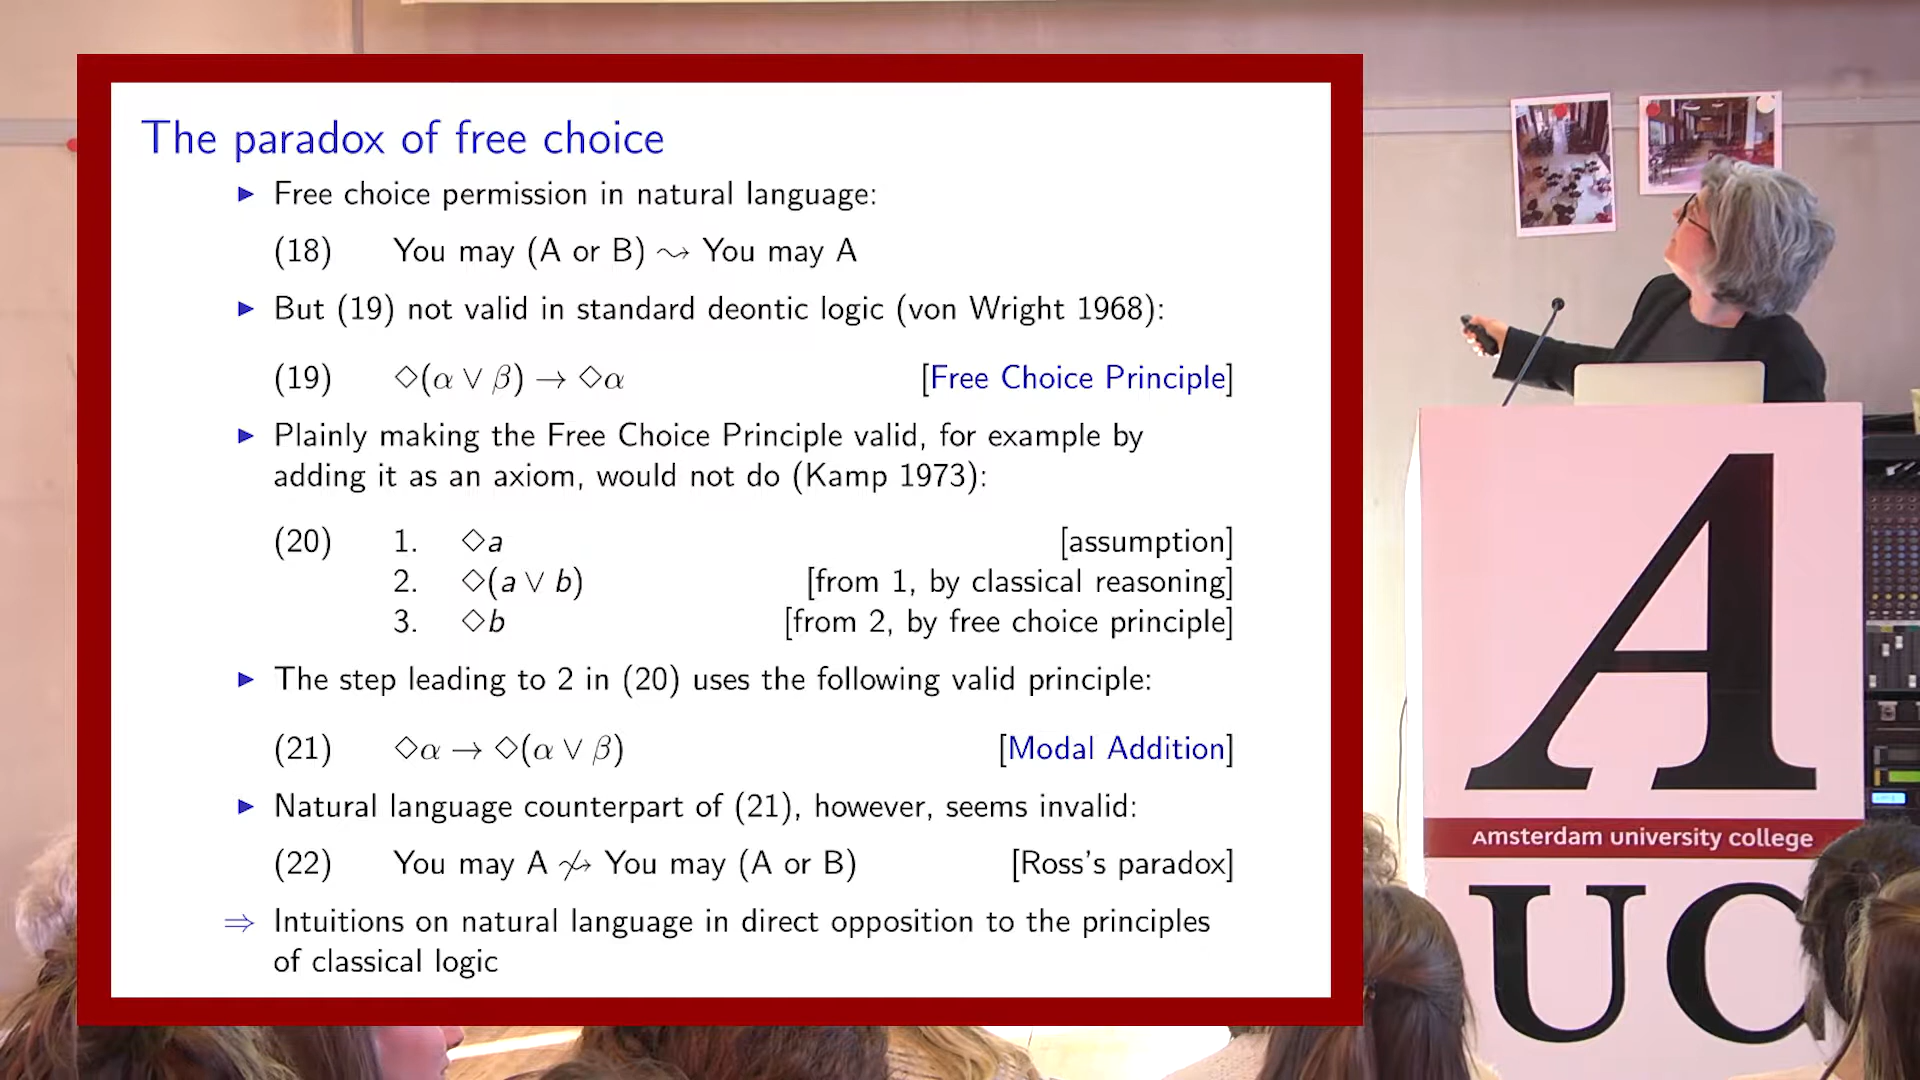 The paradox of free choice
▶ Free choice permission in natural language:
(18) You may (A or B) ⤳ You may A
▶ But (19) not valid in standard deontic logic (von Wright 1968):
(19) ◇(α ∨ β) → ◇α [Free Choice Principle]
▶ Plainly making the Free Choice Principle valid, for example by
adding it as an axiom, would not do (Kamp 1973):
(20) 1. ◇a [assumption]
2. ◇(a ∨ b) [from 1, by classical reasoning]
3. ◇b [from 2, by free choice principle]
▶ The step leading to 2 in (20) uses the following valid principle:
(21) ◇α → ◇(α ∨ β) [Modal Addition]
▶ Natural language counterpart of (21), however, seems invalid:
(22) You may A ⤳̸ You may (A or B) [Ross's paradox]
⇒ Intuitions on natural language in direct opposition to the principles
of classical logic
A
Amsterdam university college
UC